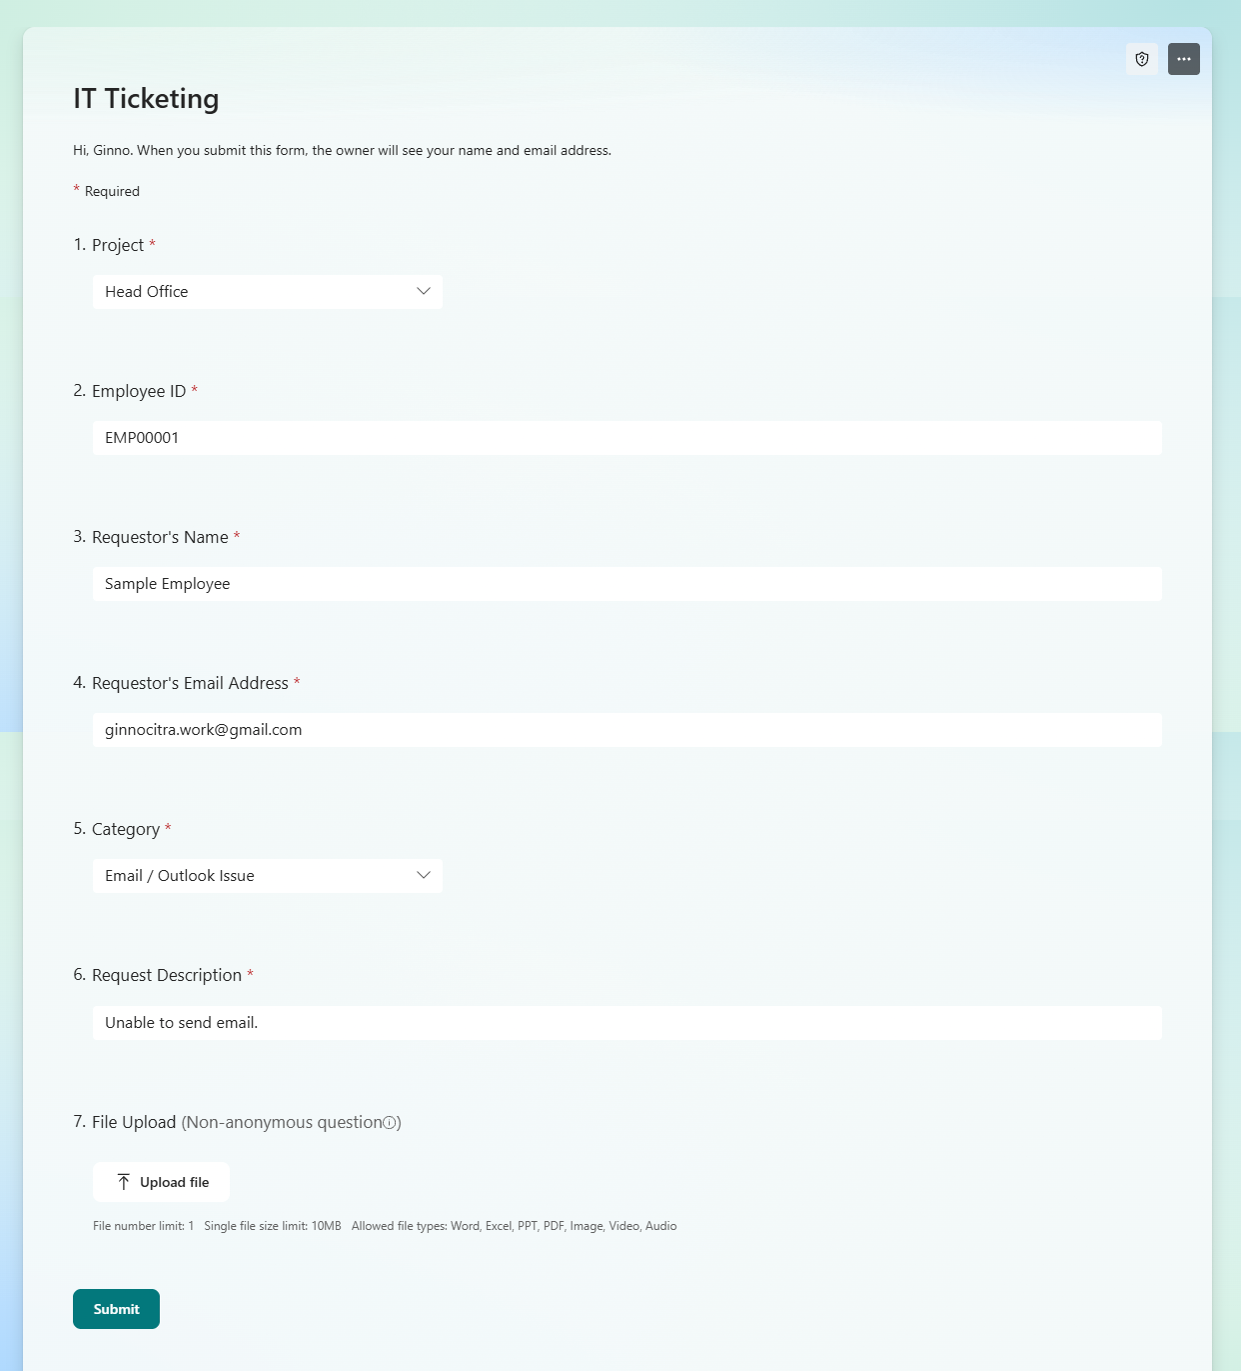 IT Ticketing
Hi, Ginno. When you submit this form, the owner will see your name and email address.
* Required
1. Project *
Head Office
2. Employee ID *
EMP00001
3. Requestor's Name *
Sample Employee
4. Requestor's Email Address *
ginnocitra.work@gmail.com
5. Category *
Email / Outlook Issue
6. Request Description *
Unable to send email.
7. File Upload (Non-anonymous question)
Upload file
File number limit: 1 Single file size limit: 10MB Allowed file types: Word, Excel, PPT, PDF, Image, Video, Audio
Submit